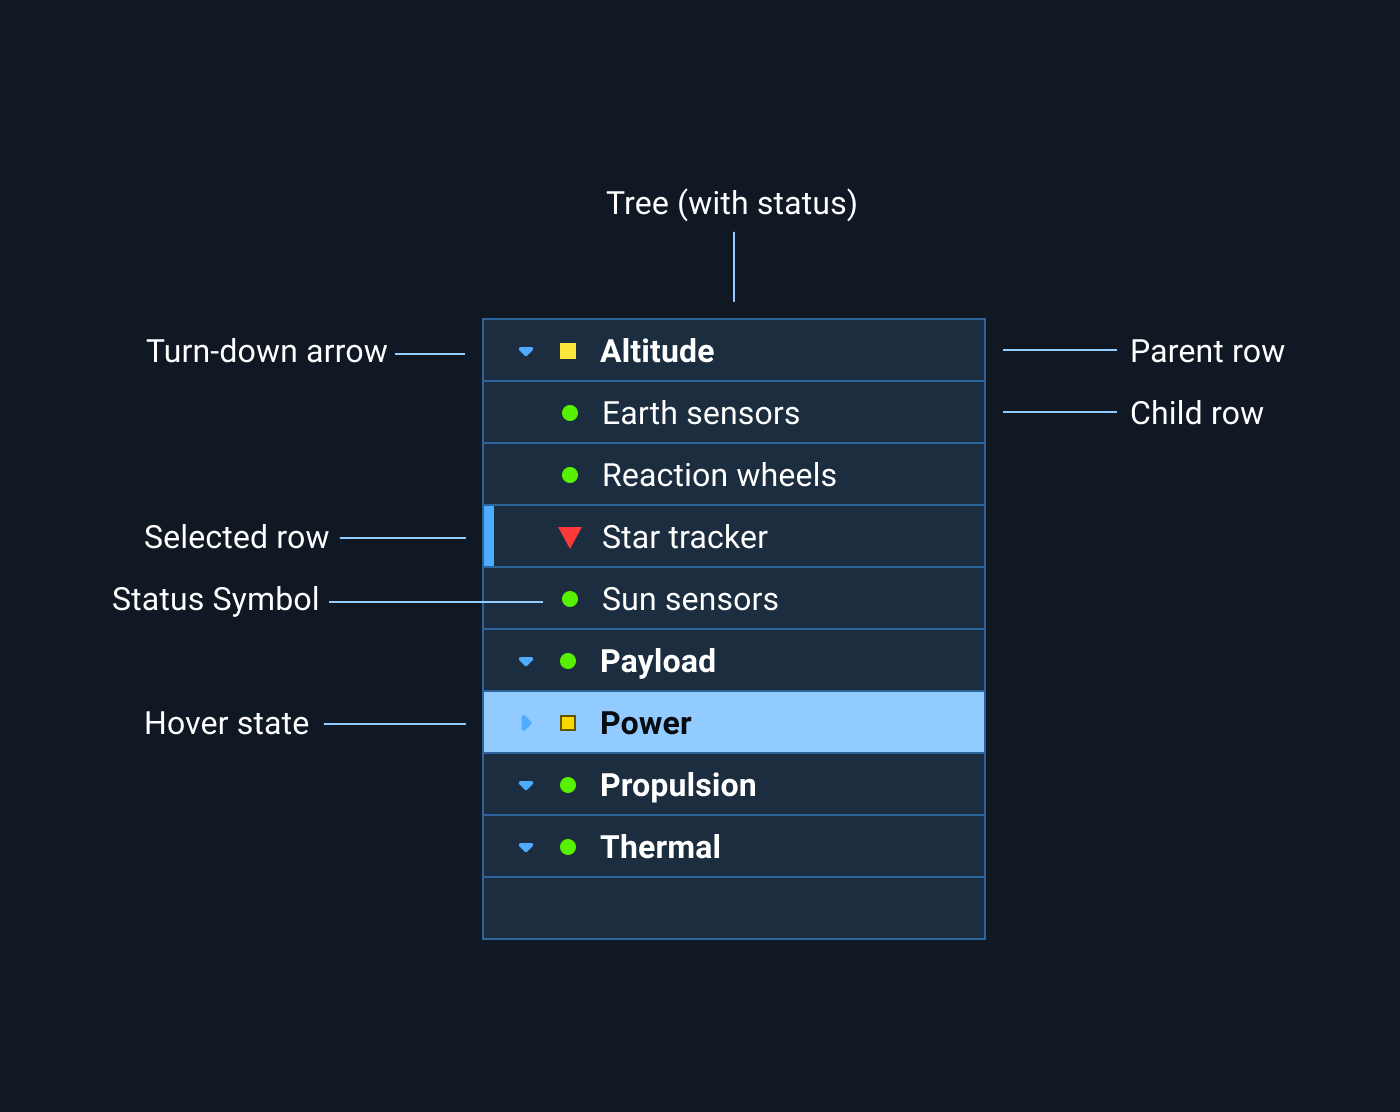 Tree (with status)
Turn-down arrow
Altitude
Parent row
Earth sensors
Child row
Reaction wheels
Selected row
Star tracker
Status Symbol
Sun sensors
Payload
Hover state
Power
Propulsion
Thermal